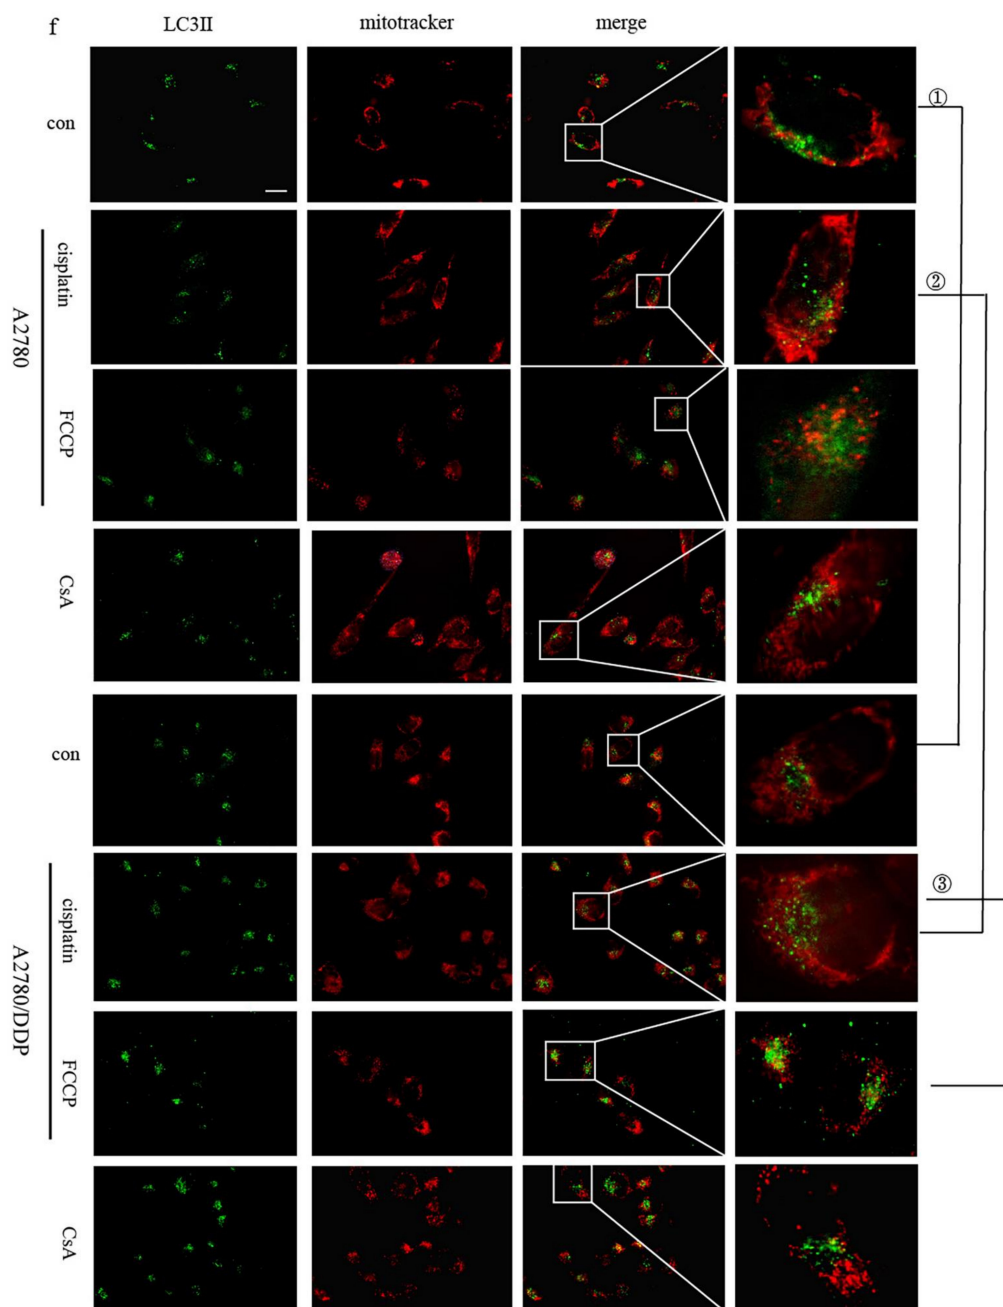 f
LC3II
mitotracker
merge
con
①
A2780
cisplatin
②
FCCP
CsA
con
A2780/DDP
cisplatin
③
FCCP
CsA